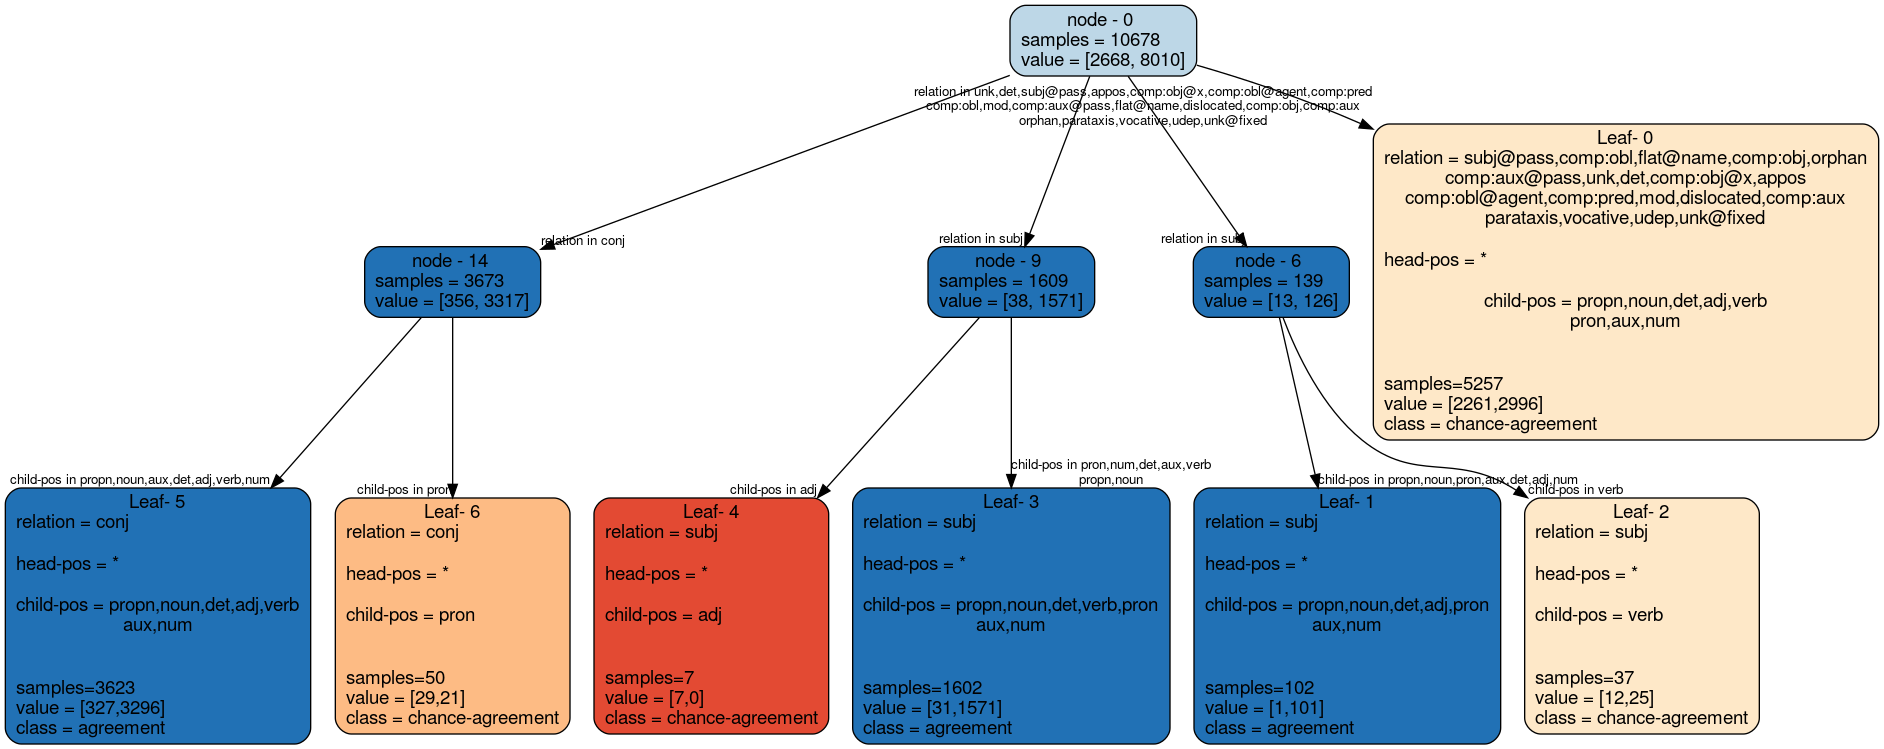 node - 0
samples = 10678
value = [2668, 8010]
relation in unk,det,subj@pass,appos,comp:obj@x,comp:obl@agent,comp:pred
comp:obl,mod,comp:aux@pass,flat@name,dislocated,comp:obj,comp:aux
orphan,parataxis,vocative,udep,unk@fixed
Leaf- 0
relation = subj@pass,comp:obl,flat@name,comp:obj,orphan
comp:aux@pass,unk,det,comp:obj@x,appos
comp:obl@agent,comp:pred,mod,dislocated,comp:aux
parataxis,vocative,udep,unk@fixed
head-pos = *
child-pos = propn,noun,det,adj,verb
pron,aux,num
samples=5257
value = [2261,2996]
class = chance-agreement
relation in conj
node - 14
samples = 3673
value = [356, 3317]
relation in subj
node - 9
samples = 1609
value = [38, 1571]
relation in subj
node - 6
samples = 139
value = [13, 126]
child-pos in propn,noun,aux,det,adj,verb,num
Leaf- 5
relation = conj
head-pos = *
child-pos = propn,noun,det,adj,verb
aux,num
samples=3623
value = [327,3296]
class = agreement
child-pos in pron
Leaf- 6
relation = conj
head-pos = *
child-pos = pron
samples=50
value = [29,21]
class = chance-agreement
child-pos in adj
Leaf- 4
relation = subj
head-pos = *
child-pos = adj
samples=7
value = [7,0]
class = chance-agreement
child-pos in pron,num,det,aux,verb
propn,noun
Leaf- 3
relation = subj
head-pos = *
child-pos = propn,noun,det,verb,pron
aux,num
samples=1602
value = [31,1571]
class = agreement
child-pos in propn,noun,pron,aux,det,adj,num
Leaf- 1
relation = subj
head-pos = *
child-pos = propn,noun,det,adj,pron
aux,num
samples=102
value = [1,101]
class = agreement
child-pos in verb
Leaf- 2
relation = subj
head-pos = *
child-pos = verb
samples=37
value = [12,25]
class = chance-agreement